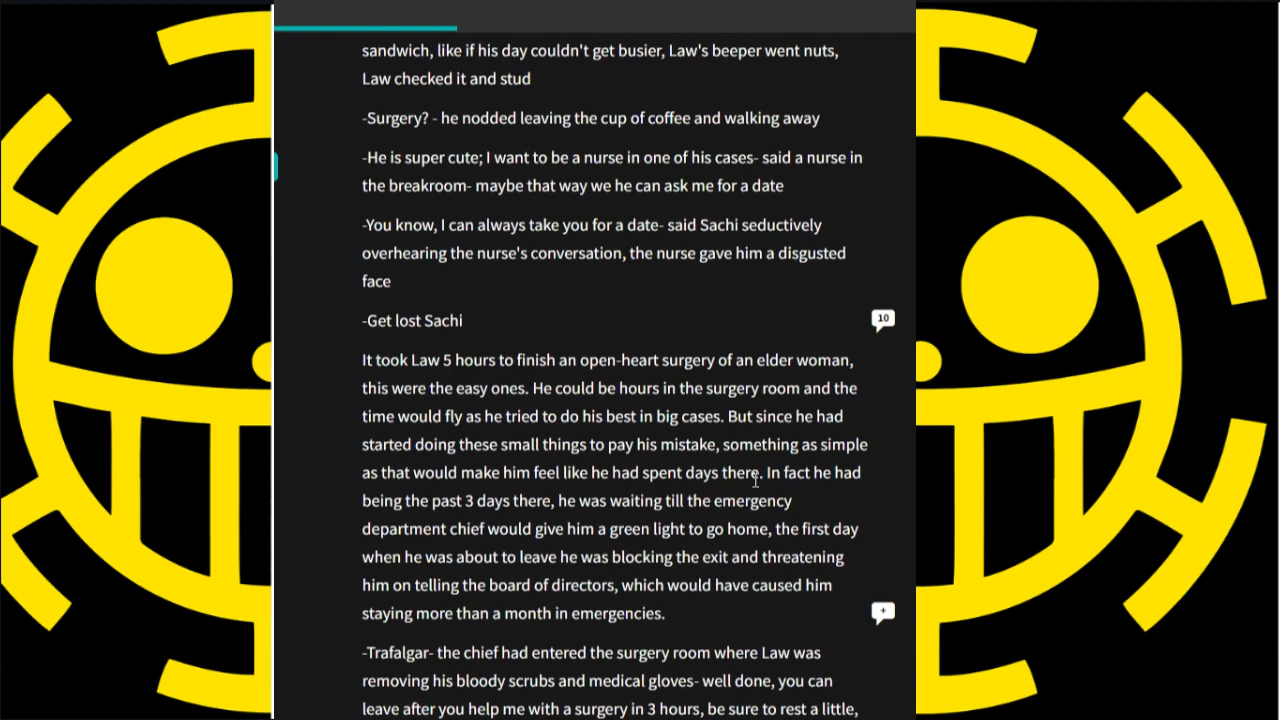 sandwich, like if his day couldn't get busier, Law's beeper went nuts,
Law checked it and stud
-Surgery? - he nodded leaving the cup of coffee and walking away
-He is super cute; I want to be a nurse in one of his cases- said a nurse in
the breakroom- maybe that way we he can ask me for a date
-You know, I can always take you for a date- said Sachi seductively
overhearing the nurse's conversation, the nurse gave him a disgusted
face
-Get lost Sachi
10
It took Law 5 hours to finish an open-heart surgery of an elder woman,
this were the easy ones. He could be hours in the surgery room and the
time would fly as he tried to do his best in big cases. But since he had
started doing these small things to pay his mistake, something as simple
as that would make him feel like he had spent days there. In fact he had
being the past 3 days there, he was waiting till the emergency
department chief would give him a green light to go home, the first day
when he was about to leave he was blocking the exit and threatening
him on telling the board of directors, which would have caused him
staying more than a month in emergencies.
+
-Trafalgar- the chief had entered the surgery room where Law was
removing his bloody scrubs and medical gloves- well done, you can
leave after you help me with a surgery in 3 hours, be sure to rest a little,